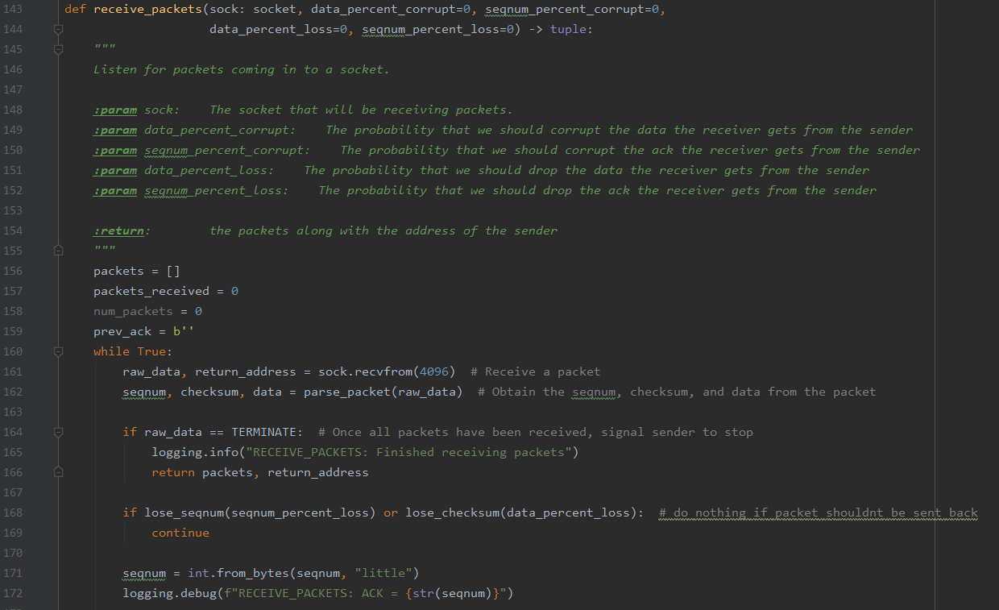 143 def receive_packets(sock: socket, data_percent_corrupt=0, seqnum_percent_corrupt=0,
144                     data_percent_loss=0, seqnum_percent_loss=0) -> tuple:
145     """
146     Listen for packets coming in to a socket.
147
148     :param sock:    The socket that will be receiving packets.
149     :param data_percent_corrupt:    The probability that we should corrupt the data the receiver gets from the sender
150     :param seqnum_percent_corrupt:    The probability that we should corrupt the ack the receiver gets from the sender
151     :param data_percent_loss:    The probability that we should drop the data the receiver gets from the sender
152     :param seqnum_percent_loss:    The probability that we should drop the ack the receiver gets from the sender
153
154     :return:        the packets along with the address of the sender
155     """
156     packets = []
157     packets_received = 0
158     num_packets = 0
159     prev_ack = b''
160     while True:
161         raw_data, return_address = sock.recvfrom(4096)  # Receive a packet
162         seqnum, checksum, data = parse_packet(raw_data)  # Obtain the seqnum, checksum, and data from the packet
163
164         if raw_data == TERMINATE:  # Once all packets have been received, signal sender to stop
165             logging.info("RECEIVE_PACKETS: Finished receiving packets")
166             return packets, return_address
167
168         if lose_seqnum(seqnum_percent_loss) or lose_checksum(data_percent_loss):  # do nothing if packet shouldnt be sent back
169             continue
170
171         seqnum = int.from_bytes(seqnum, "little")
172         logging.debug(f"RECEIVE_PACKETS: ACK = {str(seqnum)}")